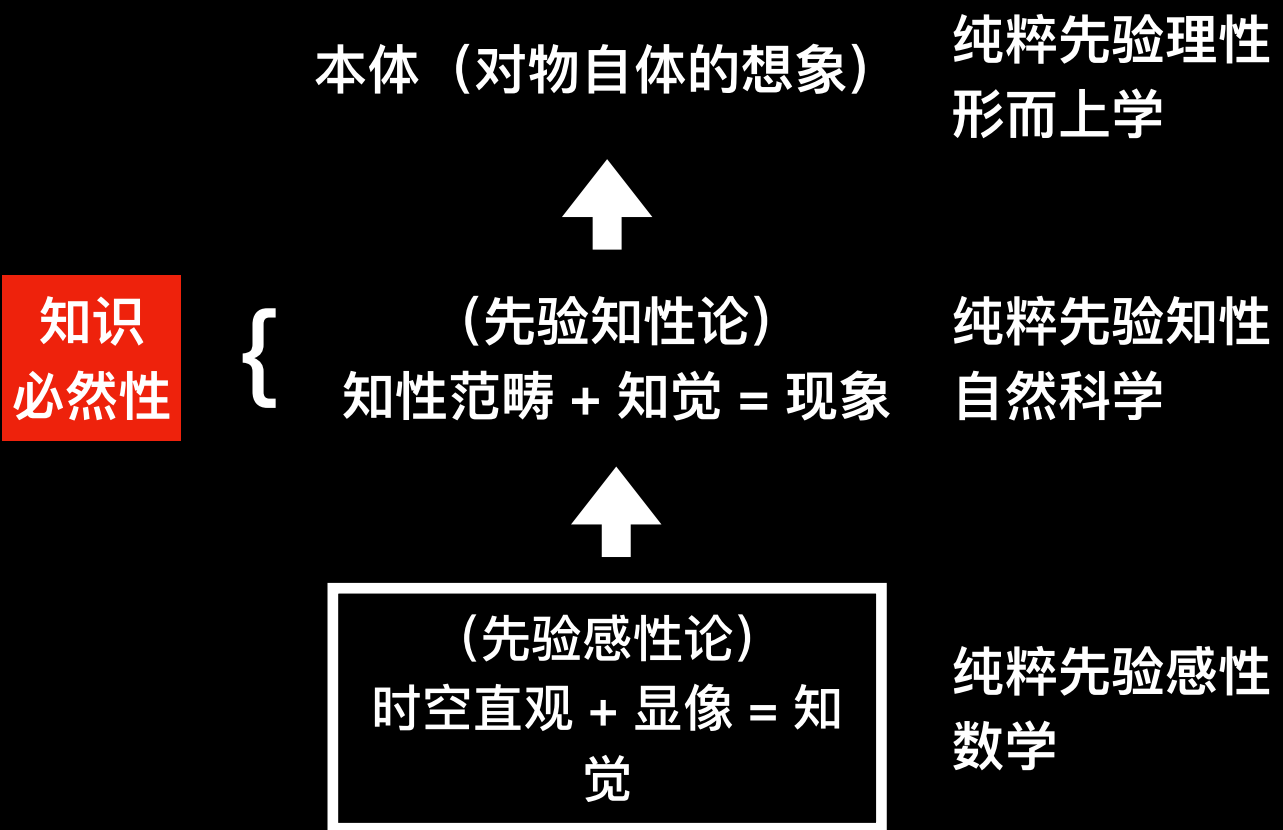 本体（对物自体的想象）
纯粹先验理性
形而上学
知识
必然性
{
（先验知性论）
知性范畴 + 知觉 = 现象
纯粹先验知性
自然科学
（先验感性论）
时空直观 + 显像 = 知
觉
纯粹先验感性
数学